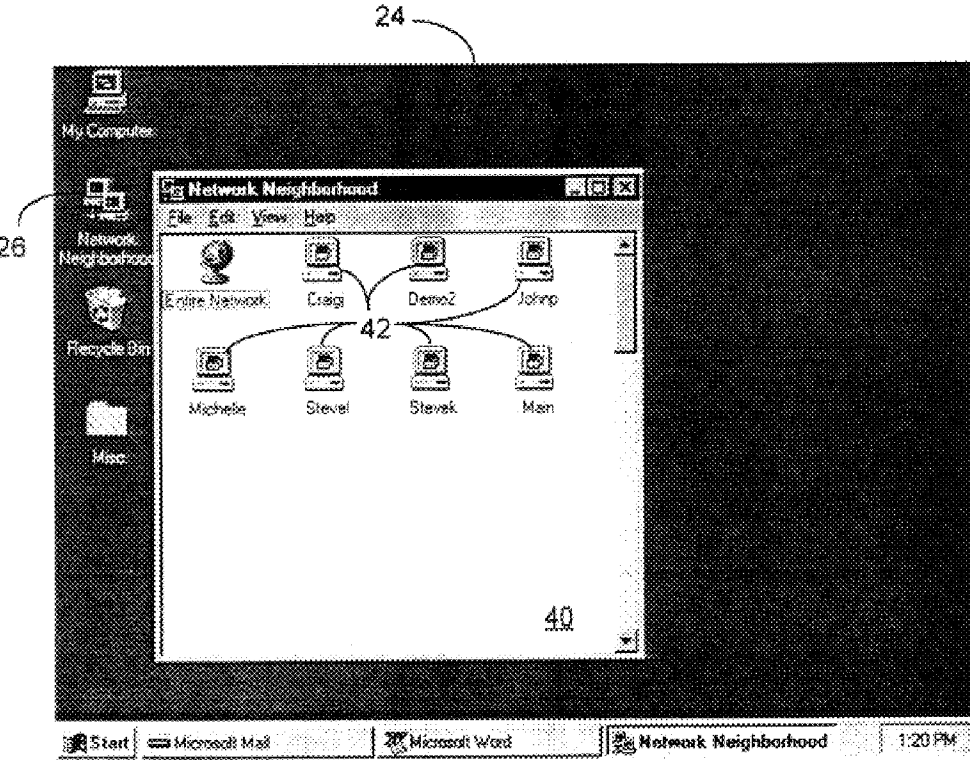 24
My Computer
Network Neighborhood
26
File Edit View Help
Network
Neighborhood
Entire Network Craigj Demo2 Johnp
42
Recycle Bin
Michelle Stevel Stevek Main
Misc
40
Start Microsoft Mail Microsoft Word Network Neighborhood 1:20 PM